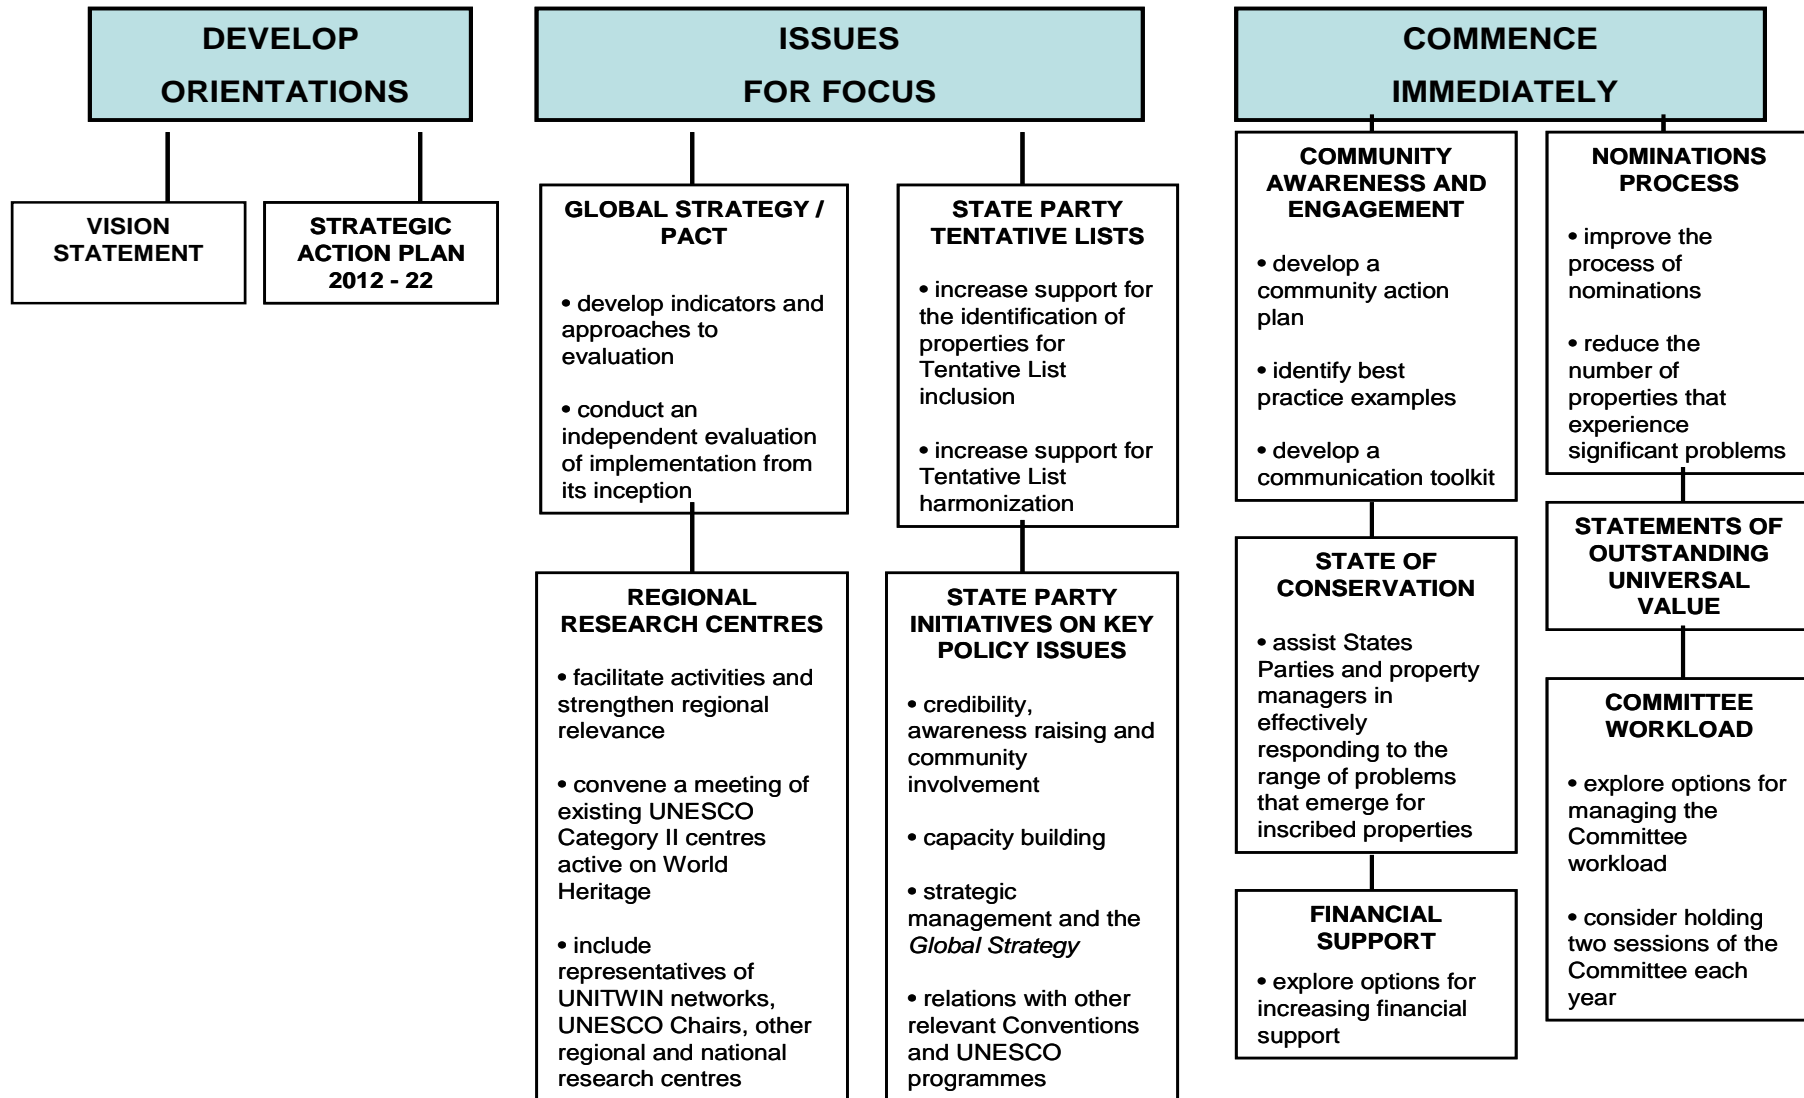 DEVELOP
ORIENTATIONS
VISION
STATEMENT
STRATEGIC
ACTION PLAN
2012 - 22
ISSUES
FOR FOCUS
GLOBAL STRATEGY /
PACT
• develop indicators and
approaches to
evaluation
• conduct an
independent evaluation
of implementation from
its inception
REGIONAL
RESEARCH CENTRES
• facilitate activities and
strengthen regional
relevance
• convene a meeting of
existing UNESCO
Category II centres
active on World
Heritage
• include
representatives of
UNITWIN networks,
UNESCO Chairs, other
regional and national
research centres
STATE PARTY
TENTATIVE LISTS
• increase support for
the identification of
properties for
Tentative List
inclusion
• increase support for
Tentative List
harmonization
STATE PARTY
INITIATIVES ON KEY
POLICY ISSUES
• credibility,
awareness raising and
community
involvement
• capacity building
• strategic
management and the
Global Strategy
• relations with other
relevant Conventions
and UNESCO
programmes
COMMENCE
IMMEDIATELY
COMMUNITY
AWARENESS AND
ENGAGEMENT
• develop a
community action
plan
• identify best
practice examples
• develop a
communication toolkit
STATE OF
CONSERVATION
• assist States
Parties and property
managers in
effectively
responding to the
range of problems
that emerge for
inscribed properties
FINANCIAL
SUPPORT
• explore options for
increasing financial
support
NOMINATIONS
PROCESS
• improve the
process of
nominations
• reduce the
number of
properties that
experience
significant problems
STATEMENTS OF
OUTSTANDING
UNIVERSAL
VALUE
COMMITTEE
WORKLOAD
• explore options for
managing the
Committee
workload
• consider holding
two sessions of the
Committee each
year